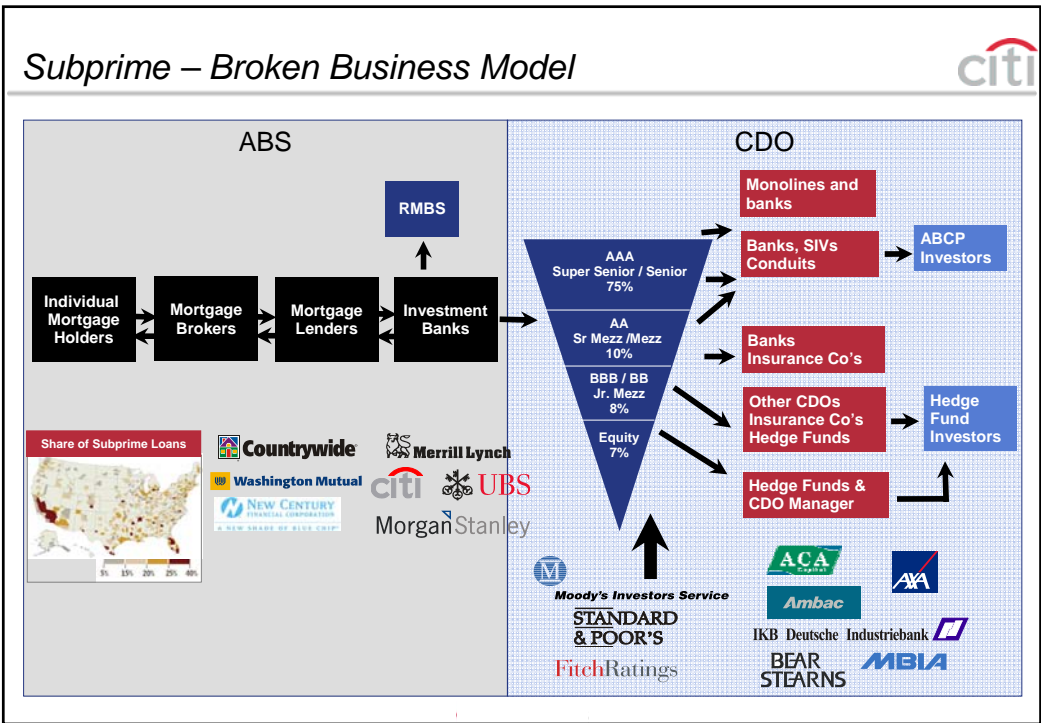 Subprime – Broken Business Model
citi
ABS
CDO
RMBS
Individual
Mortgage
Holders
Mortgage
Brokers
Mortgage
Lenders
Investment
Banks
AAA
Super Senior / Senior
75%
AA
Sr Mezz /Mezz
10%
BBB / BB
Jr. Mezz
8%
Equity
7%
Monolines and
banks
Banks, SIVs
Conduits
ABCP
Investors
Banks
Insurance Co's
Other CDOs
Insurance Co's
Hedge Funds
Hedge
Fund
Investors
Hedge Funds &
CDO Manager
Share of Subprime Loans
5% 15% 20% 25% 40%
Countrywide
Washington Mutual
NEW CENTURY
FINANCIAL CORPORATION
A NEW SHADE OF BLUE CHIP
Merrill Lynch
citi
UBS
MorganStanley
M
Moody's Investors Service
STANDARD
& POOR'S
FitchRatings
ACA
Capital
AXA
Ambac
IKB Deutsche Industriebank
BEAR
STEARNS
MBIA